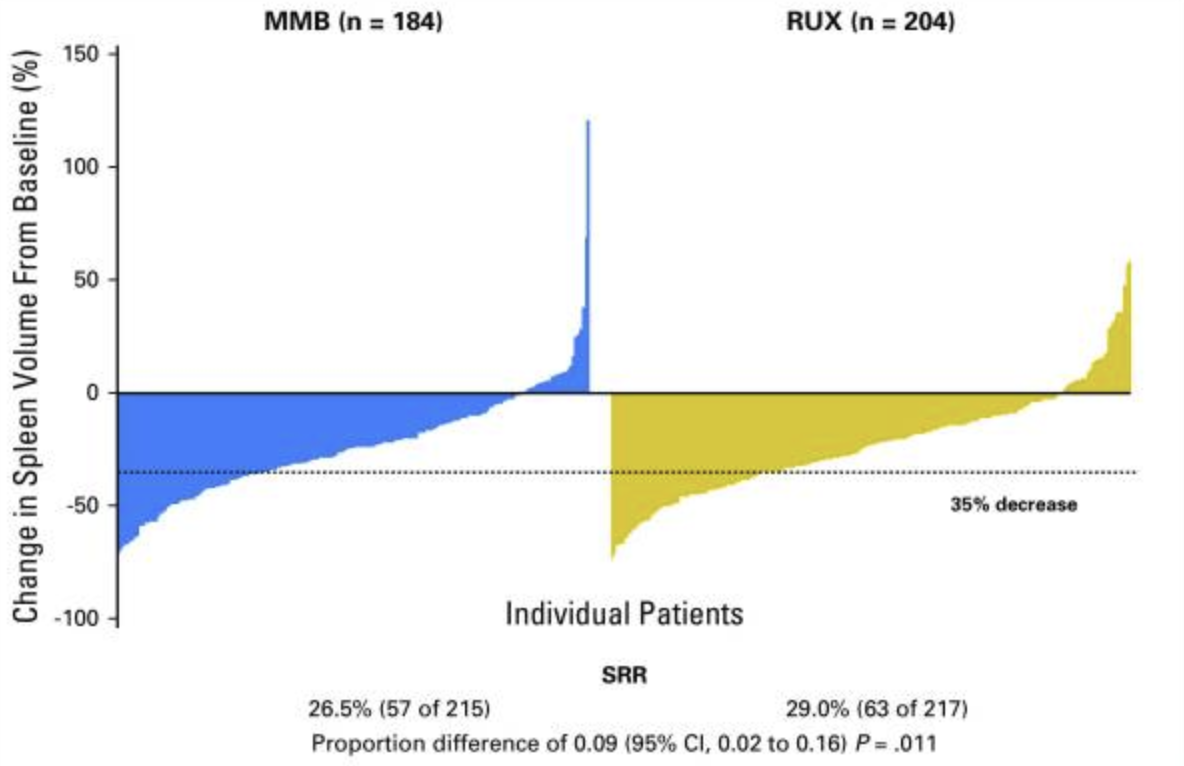 MMB (n = 184)
RUX (n = 204)
Change in Spleen Volume From Baseline (%)
150
100
50
0
-50
-100
35% decrease
Individual Patients
SRR
26.5% (57 of 215)
29.0% (63 of 217)
Proportion difference of 0.09 (95% CI, 0.02 to 0.16) P = .011